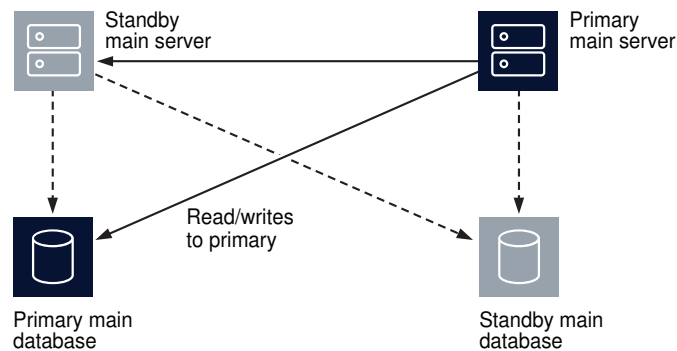 Standby
main server
Primary
main server
Read/writes
to primary
Primary main
database
Standby main
database